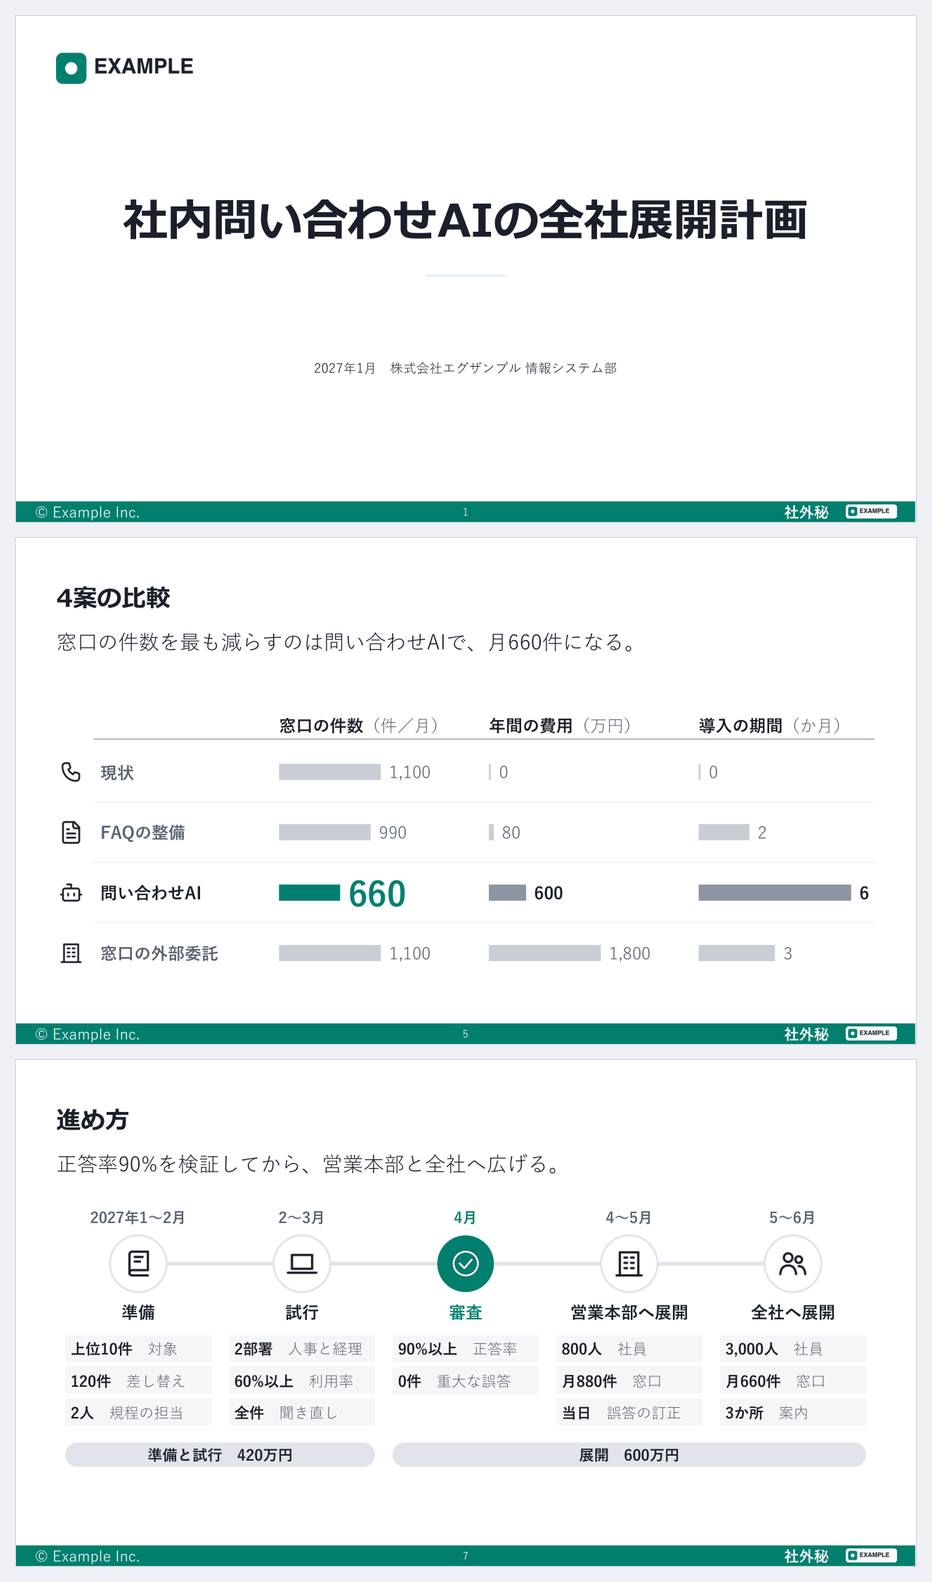 EXAMPLE
社内問い合わせAIの全社展開計画
2027年1月　株式会社エグザンプル 情報システム部
© Example Inc.
1
社外秘
EXAMPLE
4案の比較
窓口の件数を最も減らすのは問い合わせAIで、月660件になる。
窓口の件数（件／月）
年間の費用（万円）
導入の期間（か月）
現状
1,100
0
0
FAQの整備
990
80
2
問い合わせAI
660
600
6
窓口の外部委託
1,100
1,800
3
© Example Inc.
5
社外秘
EXAMPLE
進め方
正答率90%を検証してから、営業本部と全社へ広げる。
2027年1～2月
2～3月
4月
4～5月
5～6月
準備
試行
審査
営業本部へ展開
全社へ展開
上位10件　対象
2部署　人事と経理
90%以上　正答率
800人　社員
3,000人　社員
120件　差し替え
60%以上　利用率
0件　重大な誤答
月880件　窓口
月660件　窓口
2人　規程の担当
全件　聞き直し
当日　誤答の訂正
3か所　案内
準備と試行　420万円
展開　600万円
© Example Inc.
7
社外秘
EXAMPLE